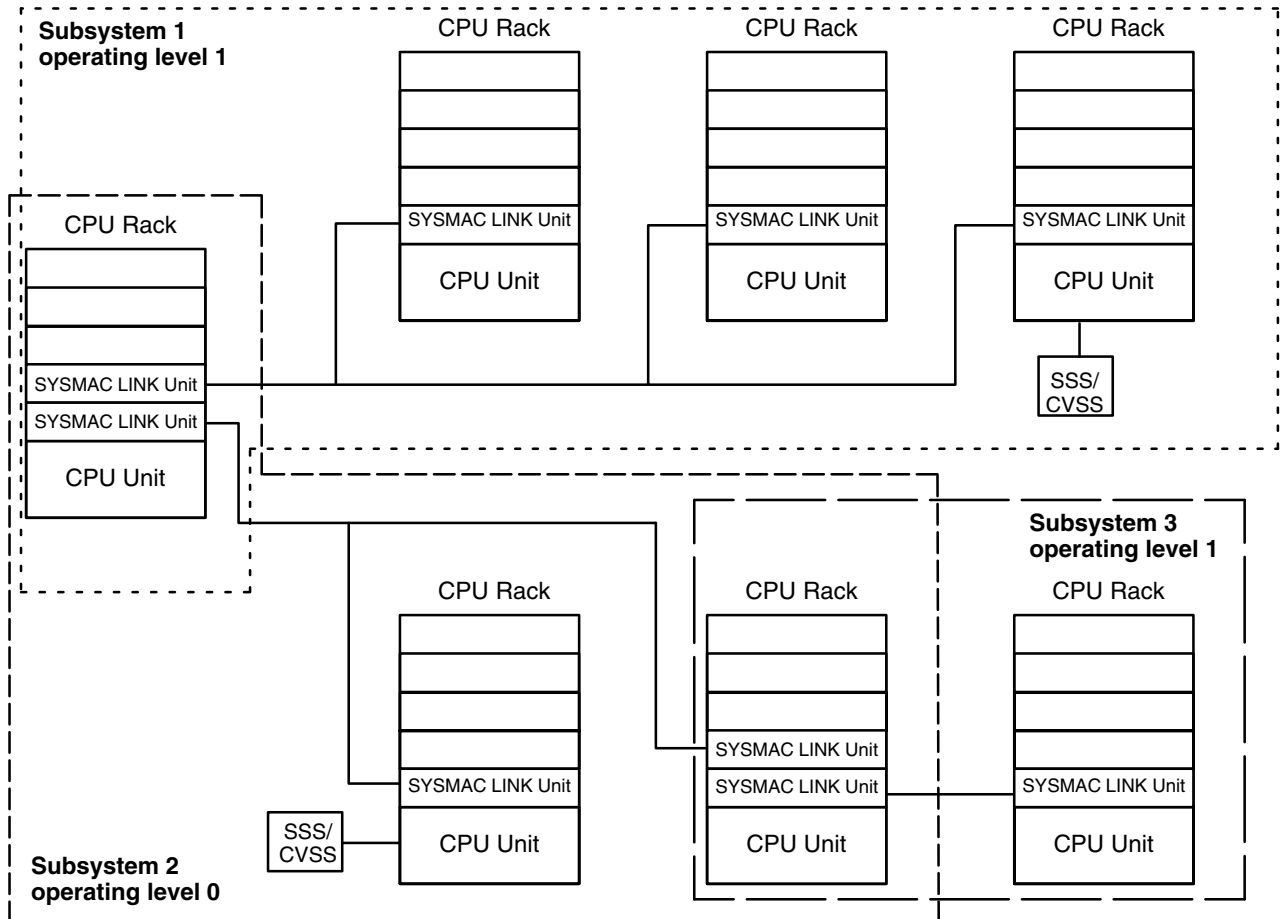 Subsystem 1
operating level 1
CPU Rack
CPU Rack
CPU Rack
SYSMAC LINK Unit
SYSMAC LINK Unit
SYSMAC LINK Unit
CPU Unit
CPU Unit
CPU Unit
SSS/
CVSS
CPU Rack
SYSMAC LINK Unit
SYSMAC LINK Unit
CPU Unit
Subsystem 3
operating level 1
CPU Rack
CPU Rack
CPU Rack
SYSMAC LINK Unit
SYSMAC LINK Unit
SYSMAC LINK Unit
SYSMAC LINK Unit
SSS/
CVSS
CPU Unit
CPU Unit
CPU Unit
Subsystem 2
operating level 0